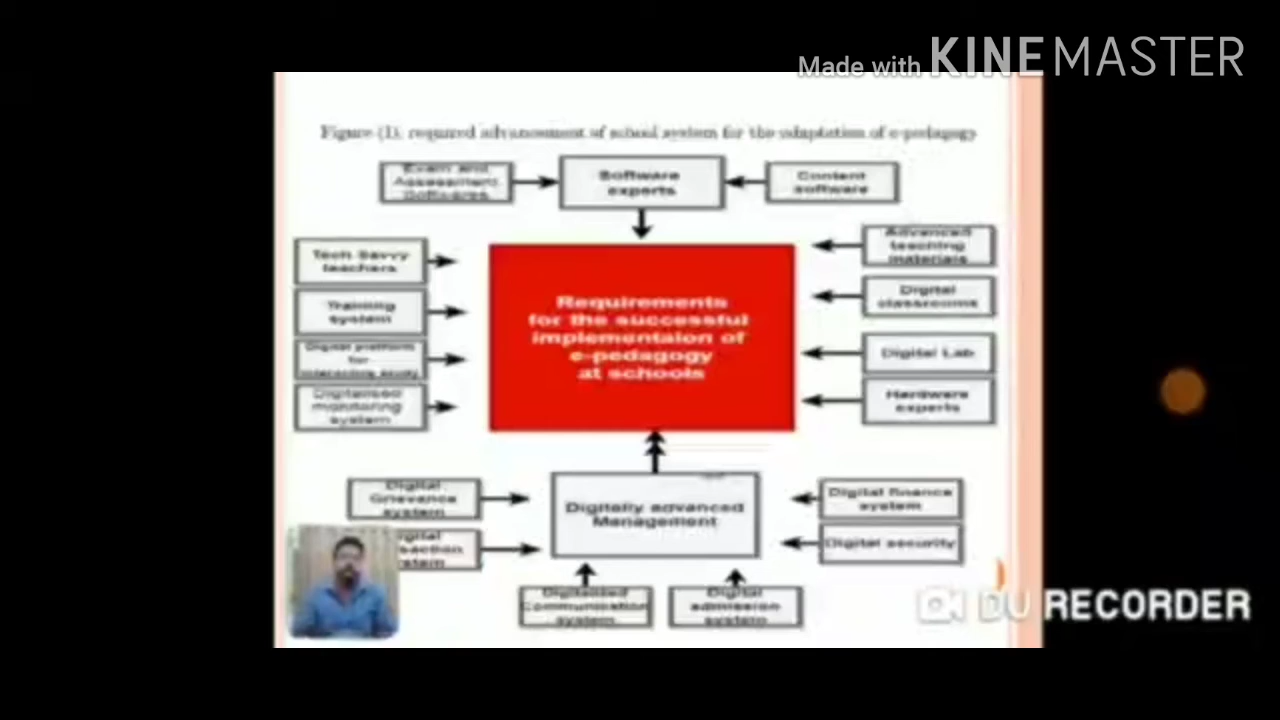 Made with KINEMASTER
Figure (1), required advancement of school system for the adaptation of e-pedagogy
Exam and
Assessment
Softwares
Software
experts
Content
software
Tech Savvy
teachers
Training
system
Digital platform
for
interactive study
Digitalised
monitoring
system
Requirements
for the successful
implementaion of
e-pedagogy
at schools
Advanced
teaching
materials
Digital
classrooms
Digital Lab
Hardware
experts
Digital
Grievance
system
Digitally advanced
Management
Digital finance
system
Digital security
Digitalised
Communication
system
Digital
admission
system
DU RECORDER